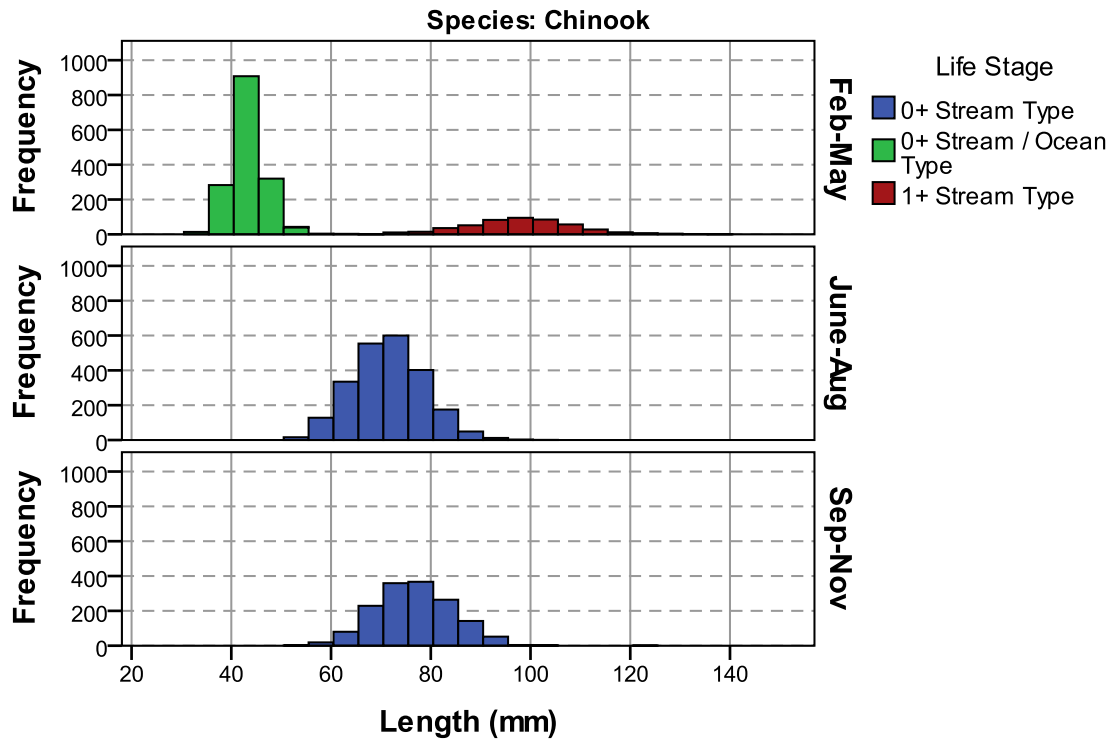 Species: Chinook
Frequency
1000
800
600
400
200
0
Feb-May
Frequency
1000
800
600
400
200
0
June-Aug
Frequency
1000
800
600
400
200
0
Sep-Nov
20 40 60 80 100 120 140
Length (mm)
Life Stage
0+ Stream Type
0+ Stream / Ocean
Type
1+ Stream Type